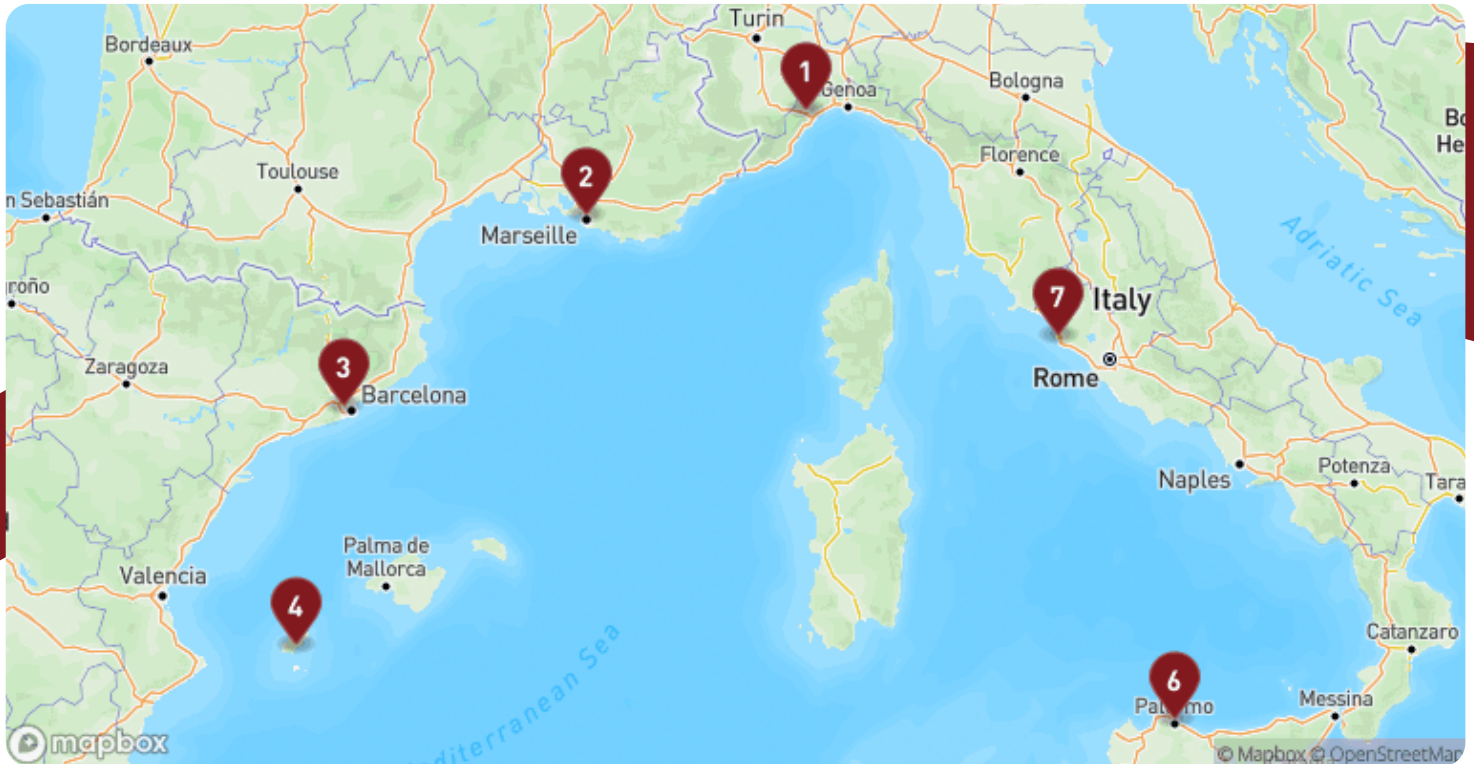 Turin
Bordeaux
1
Genoa
Bologna
Toulouse
Florence
2
n Sebastián
Marseille
Adriatic Sea
roño
7
Italy
3
Zaragoza
Rome
Barcelona
Naples
Potenza
Tara
Palma de
Mallorca
Valencia
4
Catanzaro
6
Messina
mapbox
© Mapbox © OpenStreetMap